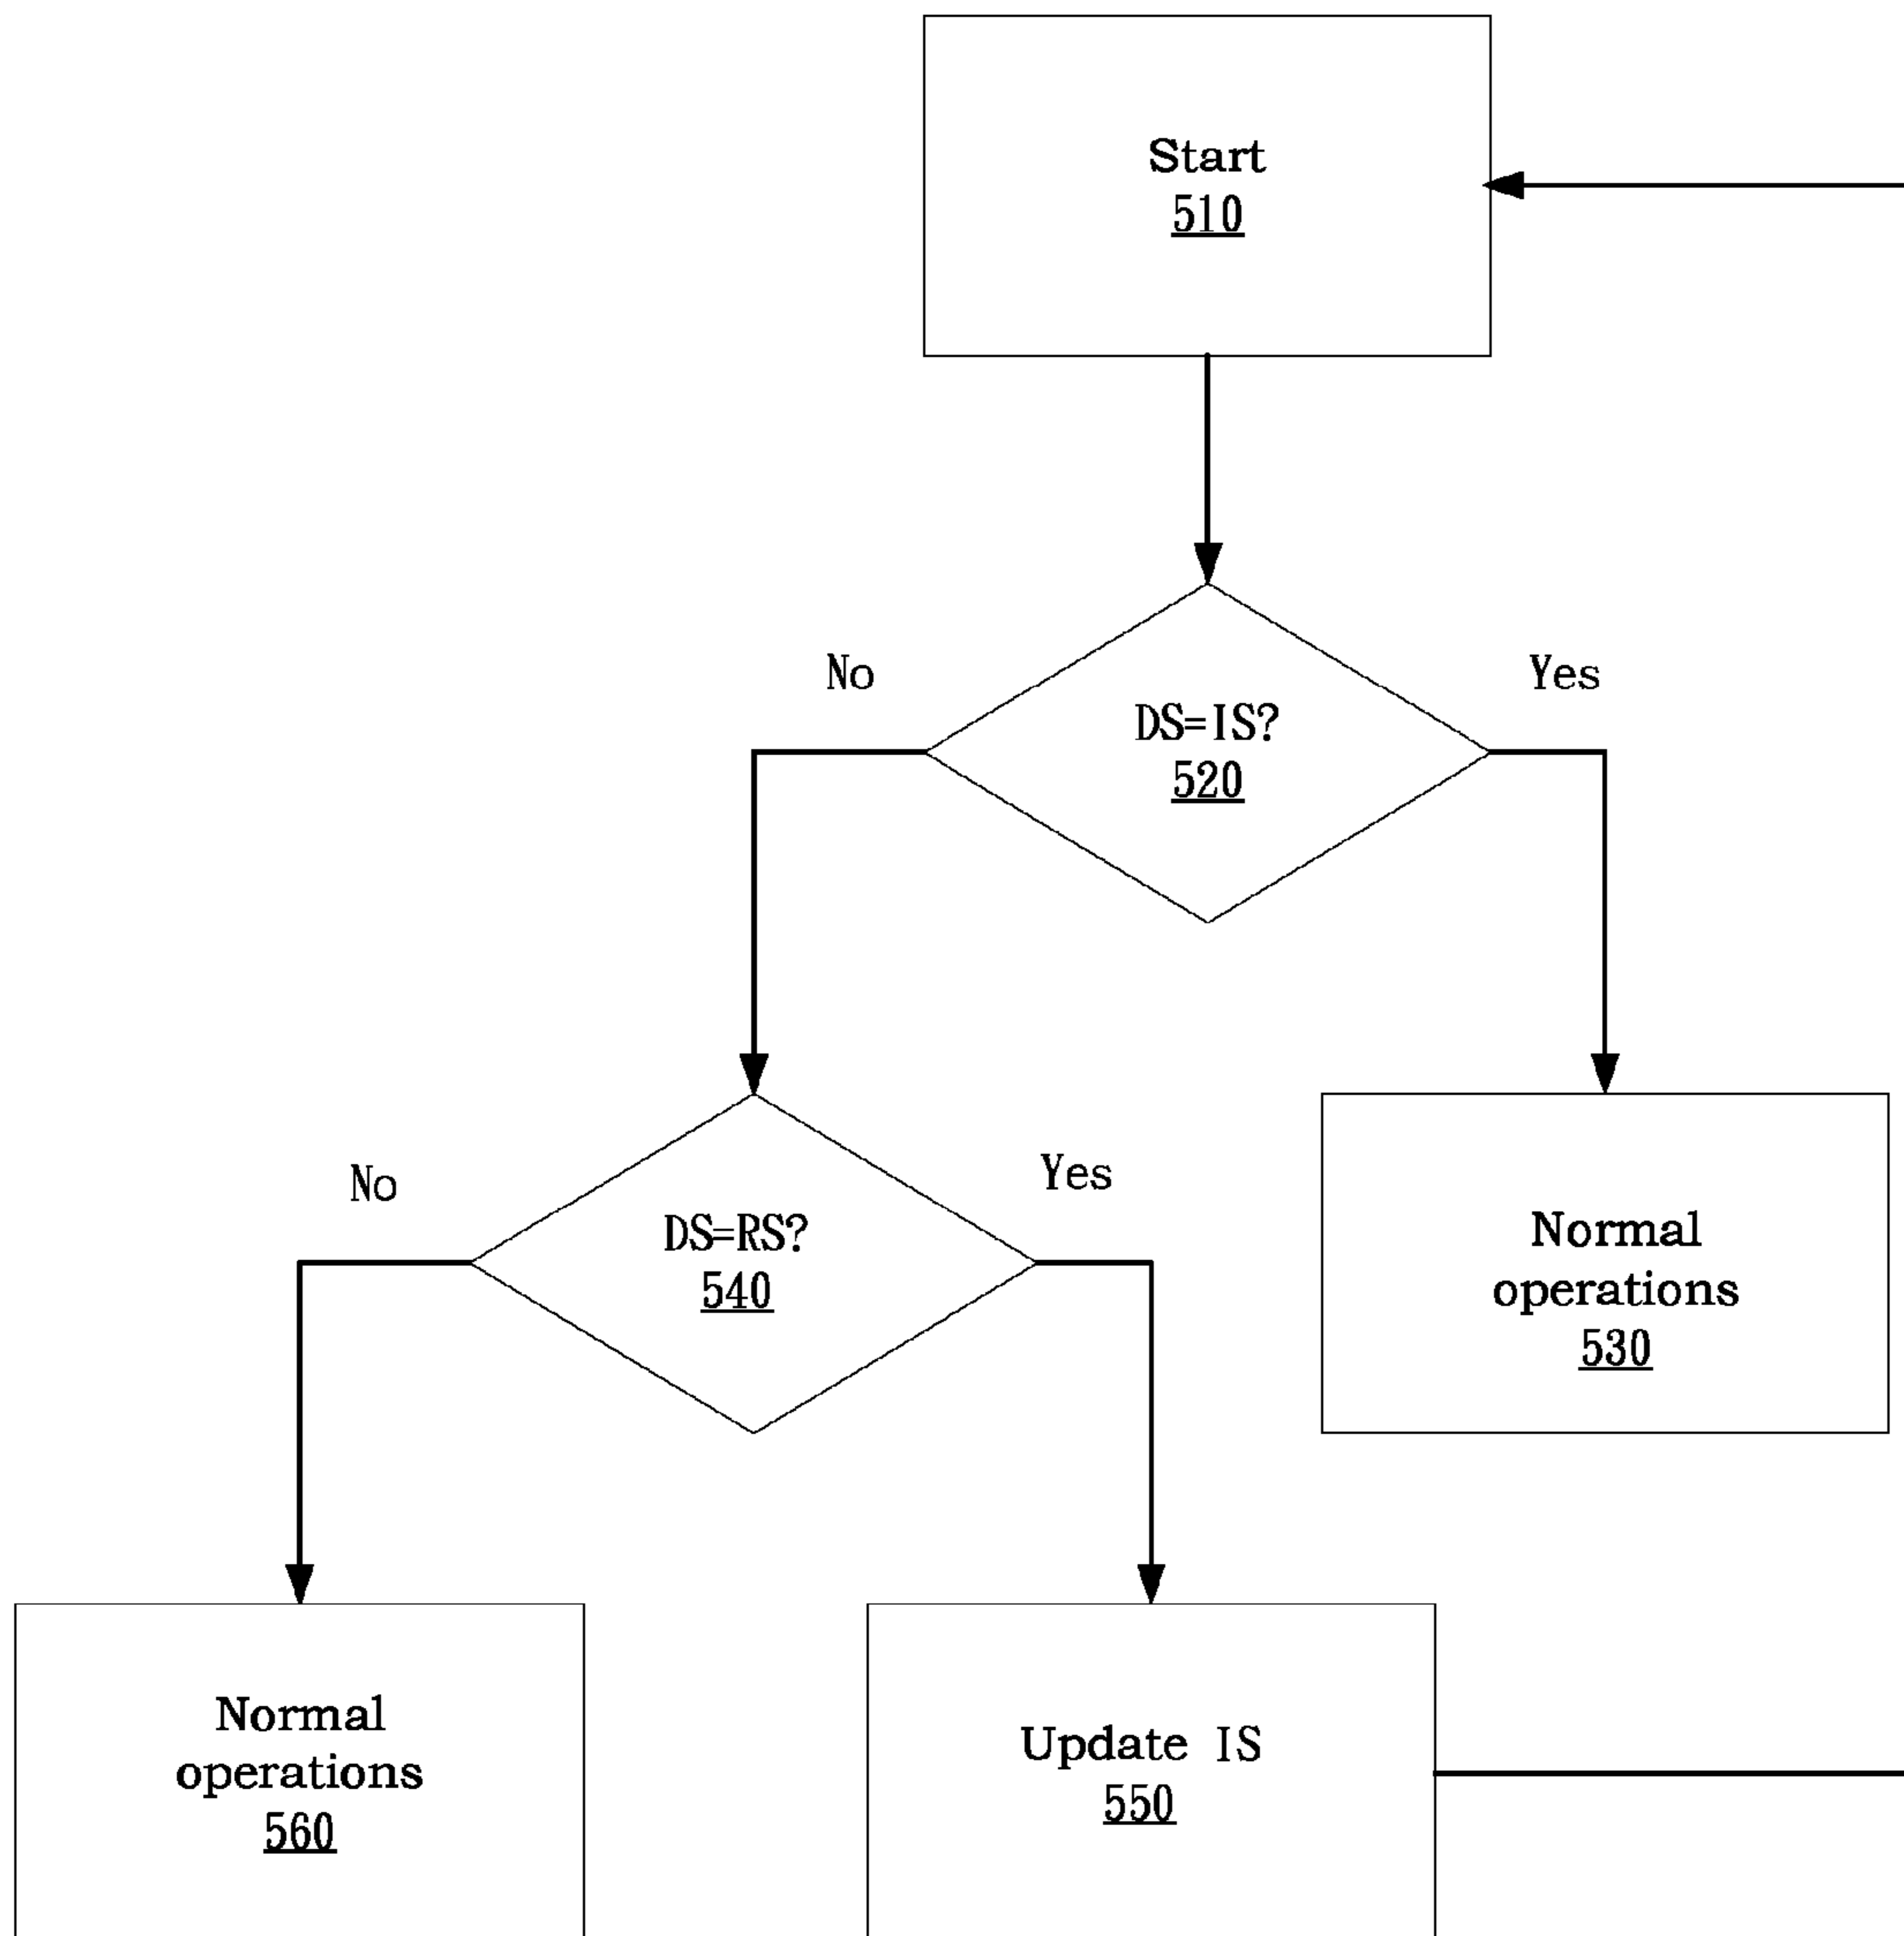 Start
510
No
Yes
DS=IS?
520
No
Yes
DS=RS?
540
Normal
operations
530
Normal
operations
560
Update IS
550